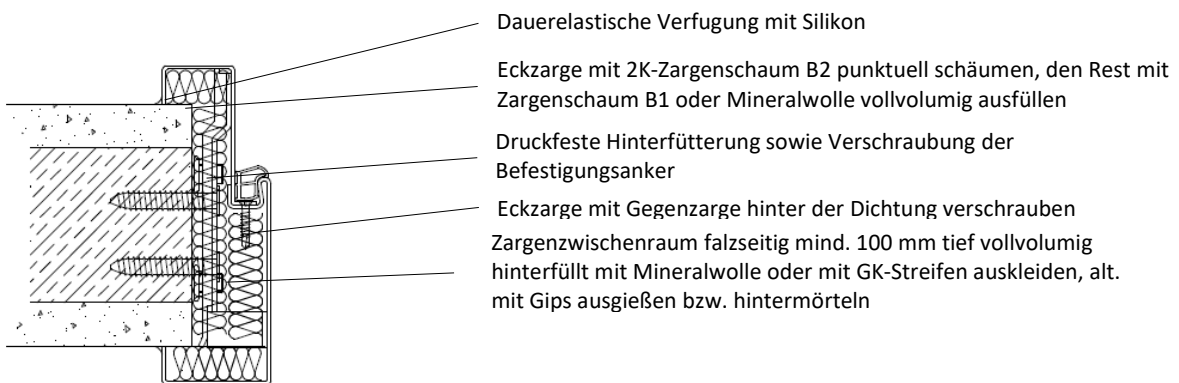 Dauerelastische Verfugung mit Silikon
Eckzarge mit 2K-Zargenschaum B2 punktuell schäumen, den Rest mit
Zargenschaum B1 oder Mineralwolle vollvolumig ausfüllen
Druckfeste Hinterfütterung sowie Verschraubung der
Befestigungsanker
Eckzarge mit Gegenzarge hinter der Dichtung verschrauben
Zargenzwischenraum falzseitig mind. 100 mm tief vollvolumig
hinterfüllt mit Mineralwolle oder mit GK-Streifen auskleiden, alt.
mit Gips ausgießen bzw. hintermörteln